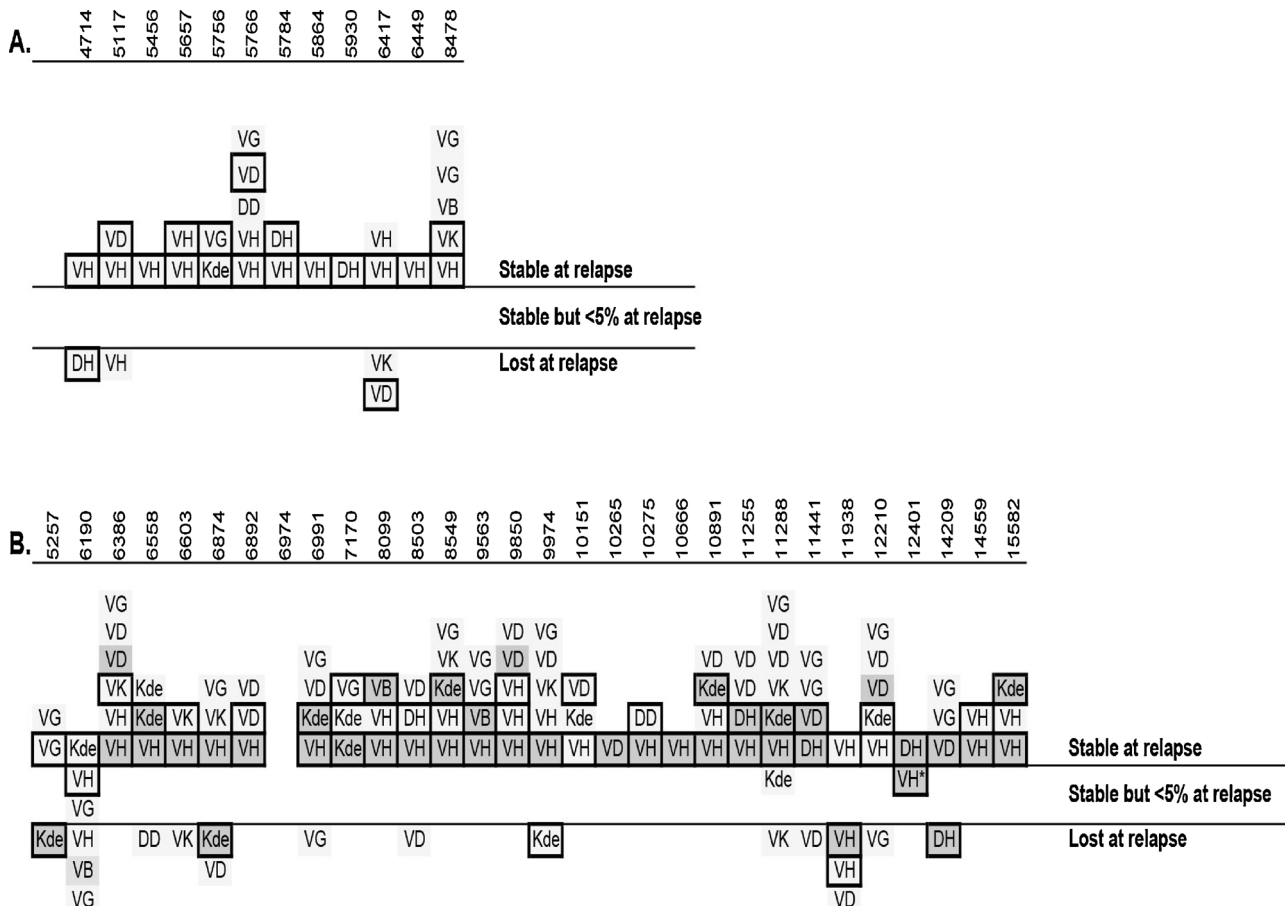 A.
4714 5117 5456 5657 5756 5766 5784 5864 5930 6417 6449 8478
VG VG
VD VG
DD VB
VD VH VG VH DH VH VK
VH VH VH VH Kde VH VH VH DH VH VH VH Stable at relapse
Stable but <5% at relapse
DH VH VK Lost at relapse
VD
B.
5257 6190 6386 6558 6603 6874 6892 6974 6991 7170 8099 8503 8549 9563 9850 9974 10151 10265 10275 10666 10891 11255 11288 11441 11938 12210 12401 14209 14559 15582
VG VG
VD VG VD VG VD VG
VD VG VK VG VD VD VD VD VD VG VD
VK Kde VG VD VD VG VB VD Kde VG VH VK VD Kde VD VK VG VD VG Kde
VG VH Kde VK VK VD Kde Kde VH DH VH VB VH VH Kde DD VH DH Kde VD Kde VG VH VH
VG Kde VH VH VH VH VH VH Kde VH VH VH VH VH VH VH VD VH VH VH VH VH DH VH VH DH VD VH VH Stable at relapse
VH Kde VH*
VG Stable but <5% at relapse
Kde VH DD VK Kde VG VD Kde VK VD VH VG DH Lost at relapse
VB VD VH
VG VD